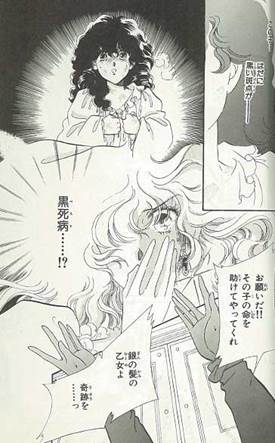 はだに
黒い斑点が…
黒死病
……!?
お願いだ!!
その子の命を
助けてやってくれ
銀の髪の
乙女よ
奇跡を
……っ